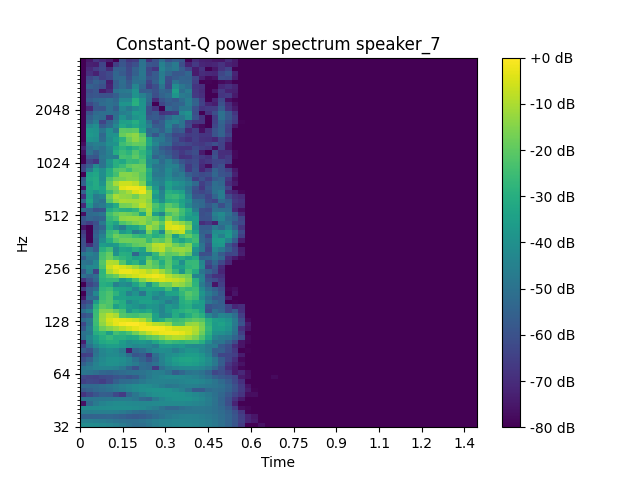 Constant-Q power spectrum speaker_7
Hz
2048
1024
512
256
128
64
32
0 0.15 0.3 0.45 0.6 0.75 0.9 1.1 1.2 1.4
Time
+0 dB
-10 dB
-20 dB
-30 dB
-40 dB
-50 dB
-60 dB
-70 dB
-80 dB